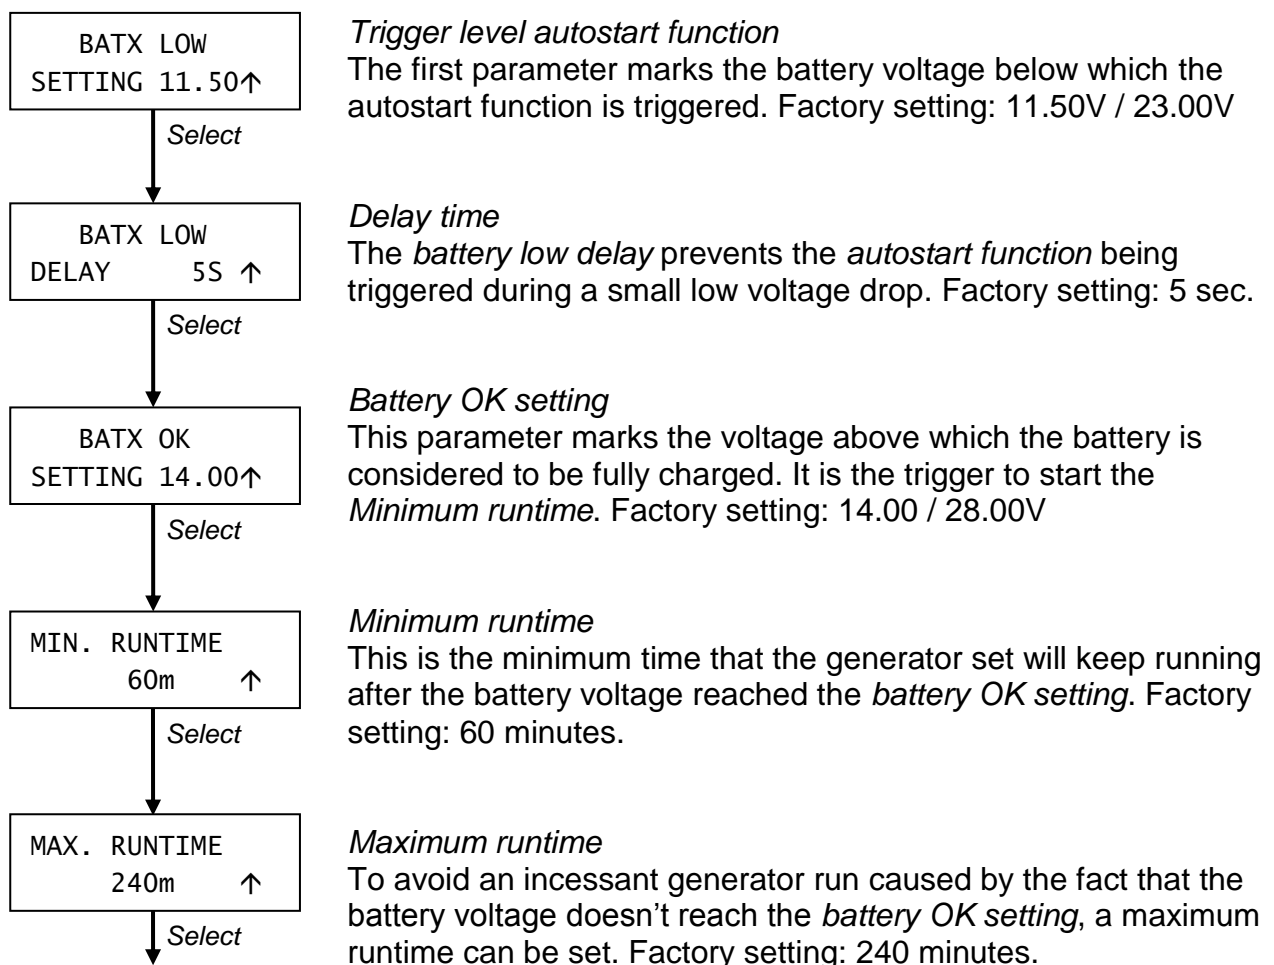 BATX LOW
SETTING 11.50↑
Select
Trigger level autostart function
The first parameter marks the battery voltage below which the
autostart function is triggered. Factory setting: 11.50V / 23.00V
BATX LOW
DELAY 5S ↑
Select
Delay time
The battery low delay prevents the autostart function being
triggered during a small low voltage drop. Factory setting: 5 sec.
BATX OK
SETTING 14.00↑
Select
Battery OK setting
This parameter marks the voltage above which the battery is
considered to be fully charged. It is the trigger to start the
Minimum runtime. Factory setting: 14.00 / 28.00V
MIN. RUNTIME
60m ↑
Select
Minimum runtime
This is the minimum time that the generator set will keep running
after the battery voltage reached the battery OK setting. Factory
setting: 60 minutes.
MAX. RUNTIME
240m ↑
Select
Maximum runtime
To avoid an incessant generator run caused by the fact that the
battery voltage doesn’t reach the battery OK setting, a maximum
runtime can be set. Factory setting: 240 minutes.